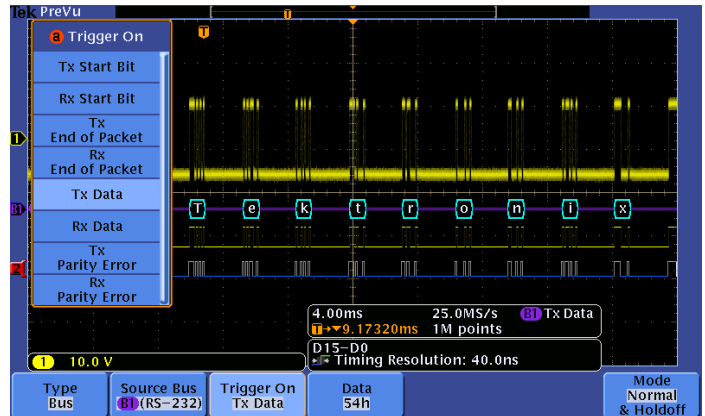 Tek PreVu
T
a Trigger On
T
Tx Start Bit
Rx Start Bit
Tx
End of Packet
Rx
End of Packet
Tx Data
Rx Data
Tx
Parity Error
Rx
Parity Error
1
B1
T e k t r o n i x
2
4.00ms 25.0MS/s B1 Tx Data
T→▼9.17320ms 1M points
D15-D0
Timing Resolution: 40.0ns
1 10.0 V
Type
Bus
Source Bus
B1 (RS-232)
Trigger On
Tx Data
Data
54h
Mode
Normal
& Holdoff